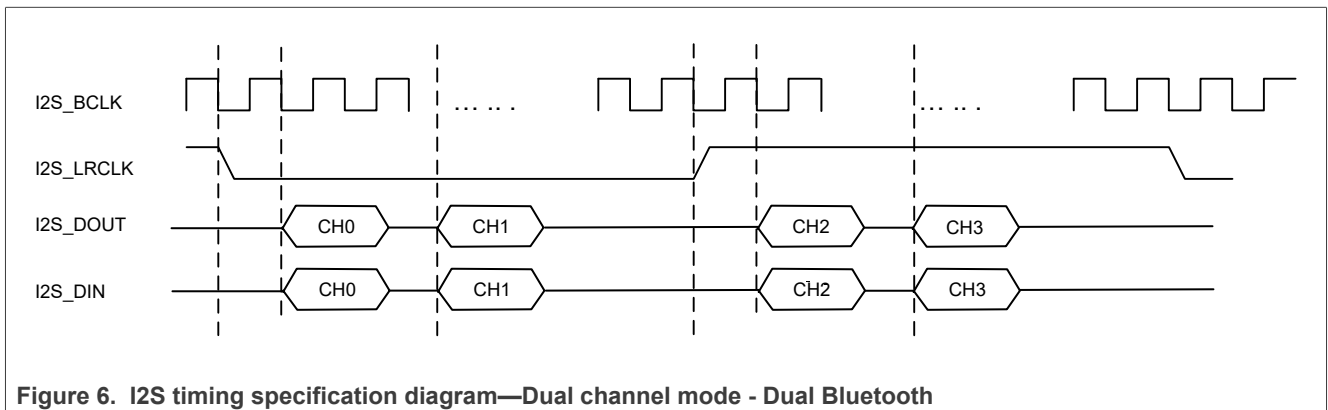 I2S_BCLK
... .. .
... .. .
I2S_LRCLK
I2S_DOUT CH0 CH1 CH2 CH3
I2S_DIN CH0 CH1 CH2 CH3
Figure 6. I2S timing specification diagram—Dual channel mode - Dual Bluetooth